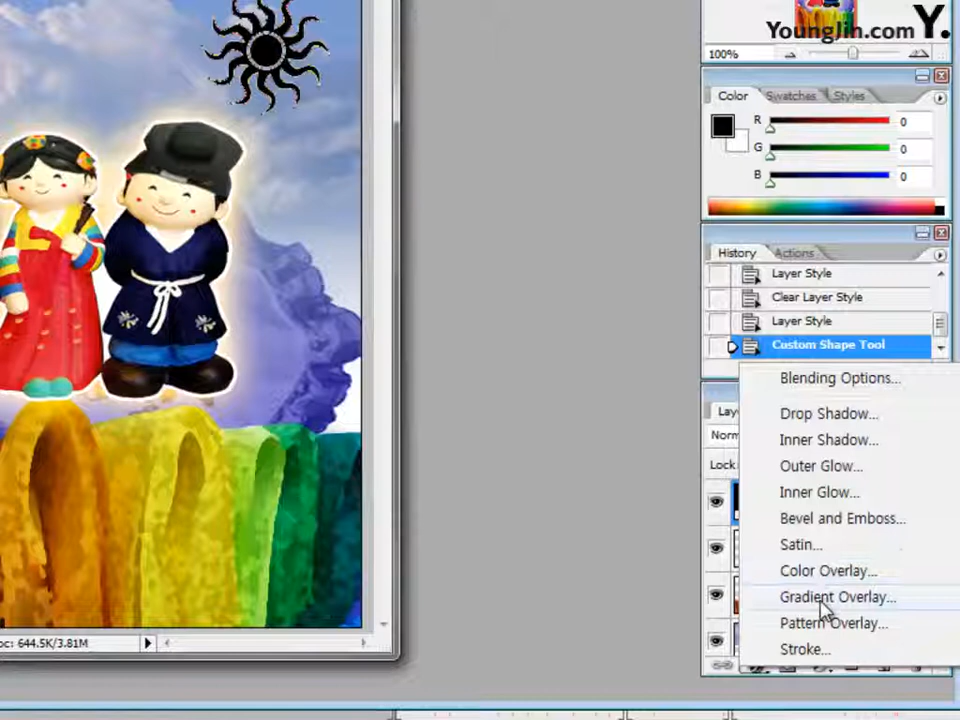 YoungJin.com Y.
100%
Color Swatches Styles
R 0
G 0
B 0
History Actions
Layer Style
Clear Layer Style
Layer Style
Custom Shape Tool
Blending Options...
Drop Shadow...
Inner Shadow...
Outer Glow...
Inner Glow...
Bevel and Emboss...
Satin...
Color Overlay...
Gradient Overlay...
Pattern Overlay...
Stroke...
Lay
Norm
Lock
oc: 644.5K/3.81M